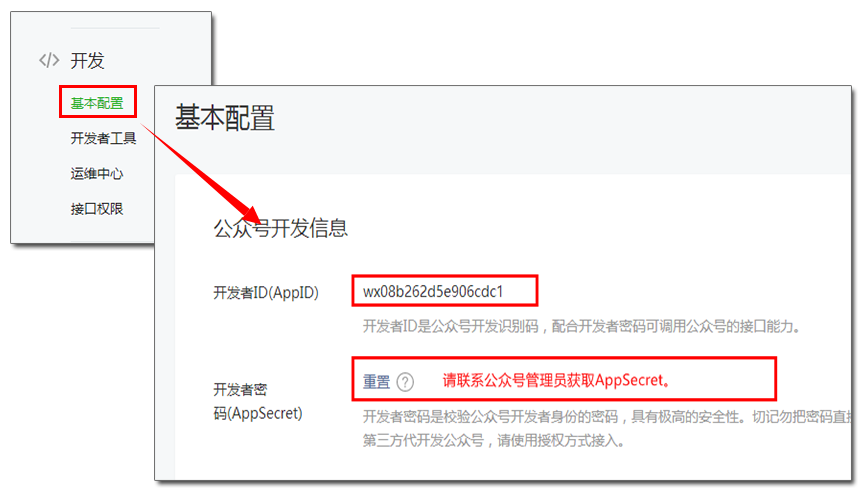 </> 开发
基本配置
开发者工具
运维中心
接口权限
基本配置
公众号开发信息
开发者ID(AppID)
wx08b262d5e906cdc1
开发者ID是公众号开发识别码，配合开发者密码可调用公众号的接口能力。
开发者密
码(AppSecret)
重置 ? 请联系公众号管理员获取AppSecret。
开发者密码是校验公众号开发者身份的密码，具有极高的安全性。切记勿把密码直接
第三方代开发公众号，请使用授权方式接入。